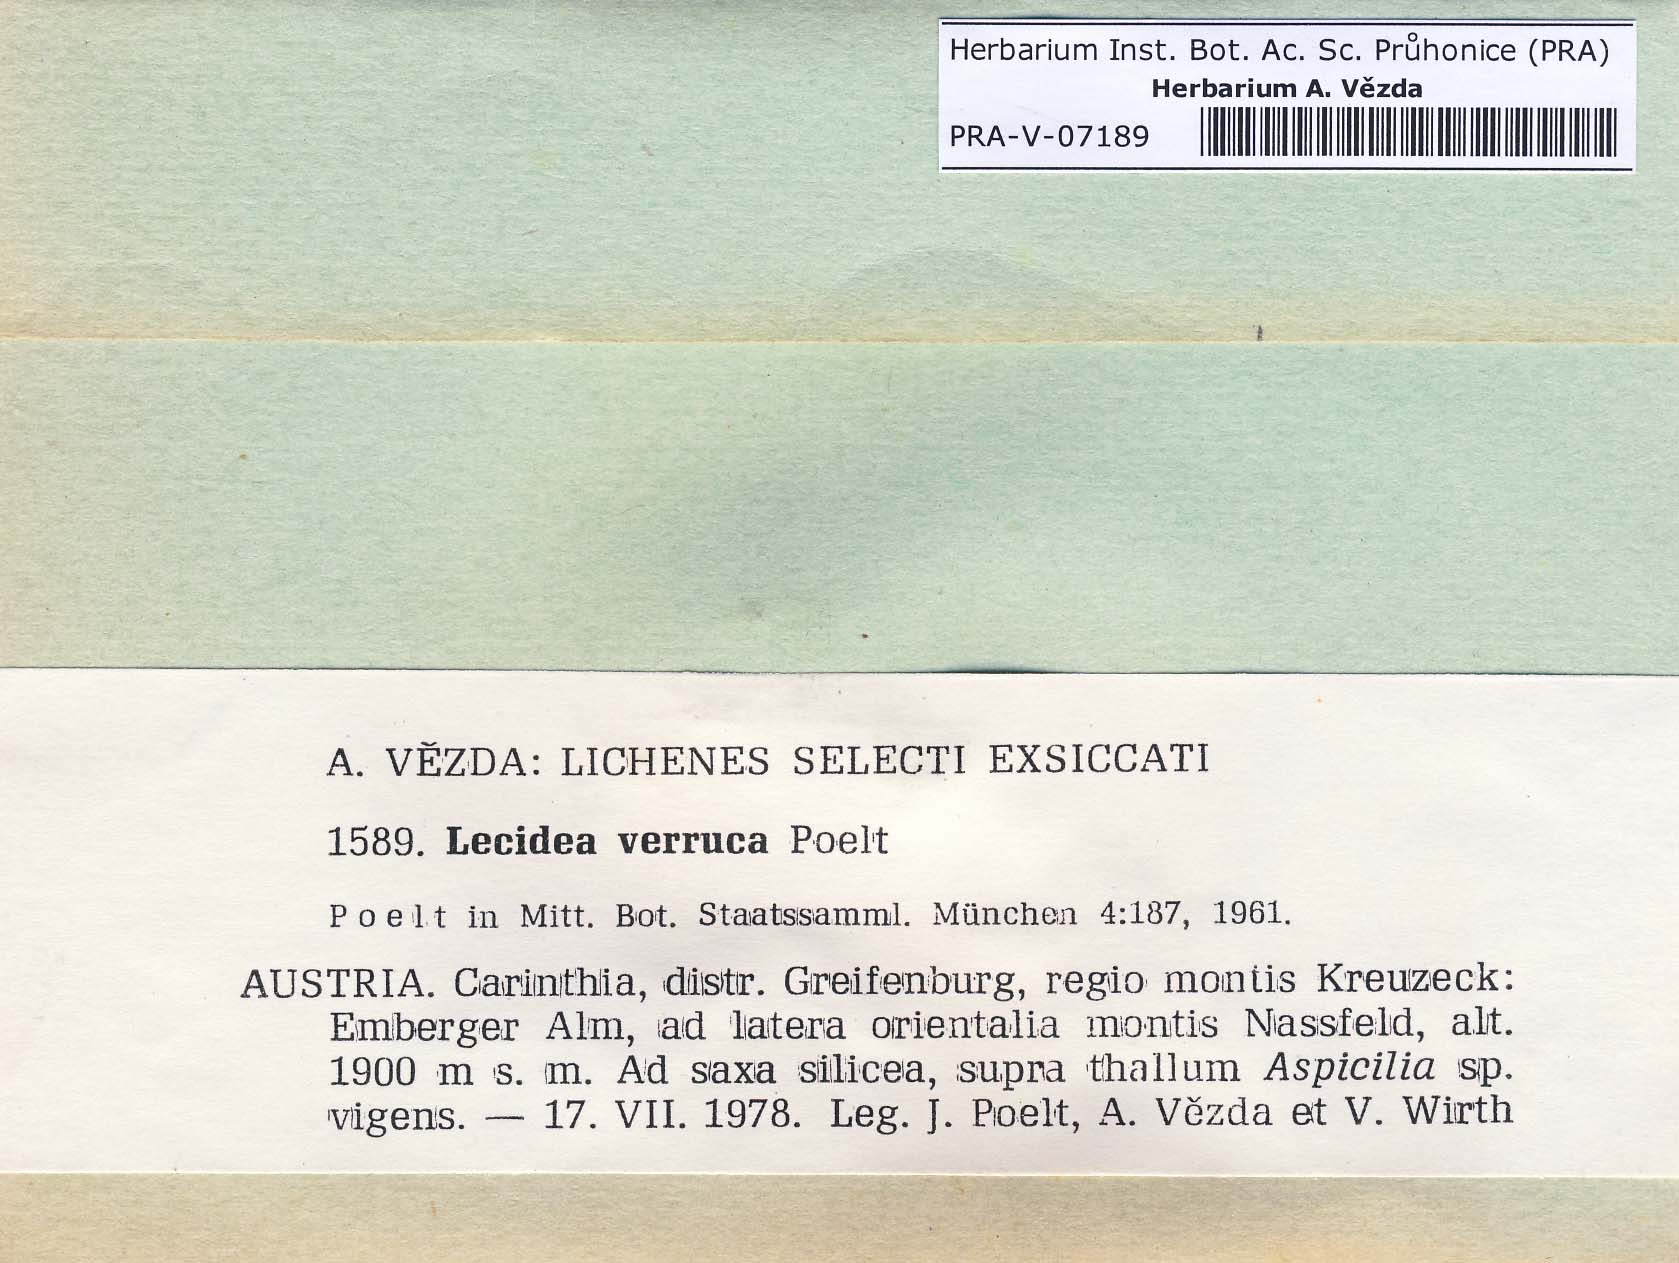 Herbarium Inst. Bot. Ac. Sc. Průhonice (PRA)
Herbarium A. Vězda
PRA-V-07189
A. VĚZDA: LICHENES SELECTI EXSICCATI
1589. Lecidea verruca Poelt
Poelt in Mitt. Bot. Staatssamml. München 4:187, 1961.
AUSTRIA. Carinthia, distr. Greifenburg, regio montis Kreuzeck:
Emberger Alm, ad latera orientalia montis Nassfeld, alt.
1900 m s. m. Ad saxa silicea, supra thallum Aspicilia sp.
vigens. — 17. VII. 1978. Leg. J. Poelt, A. Vězda et V. Wirth